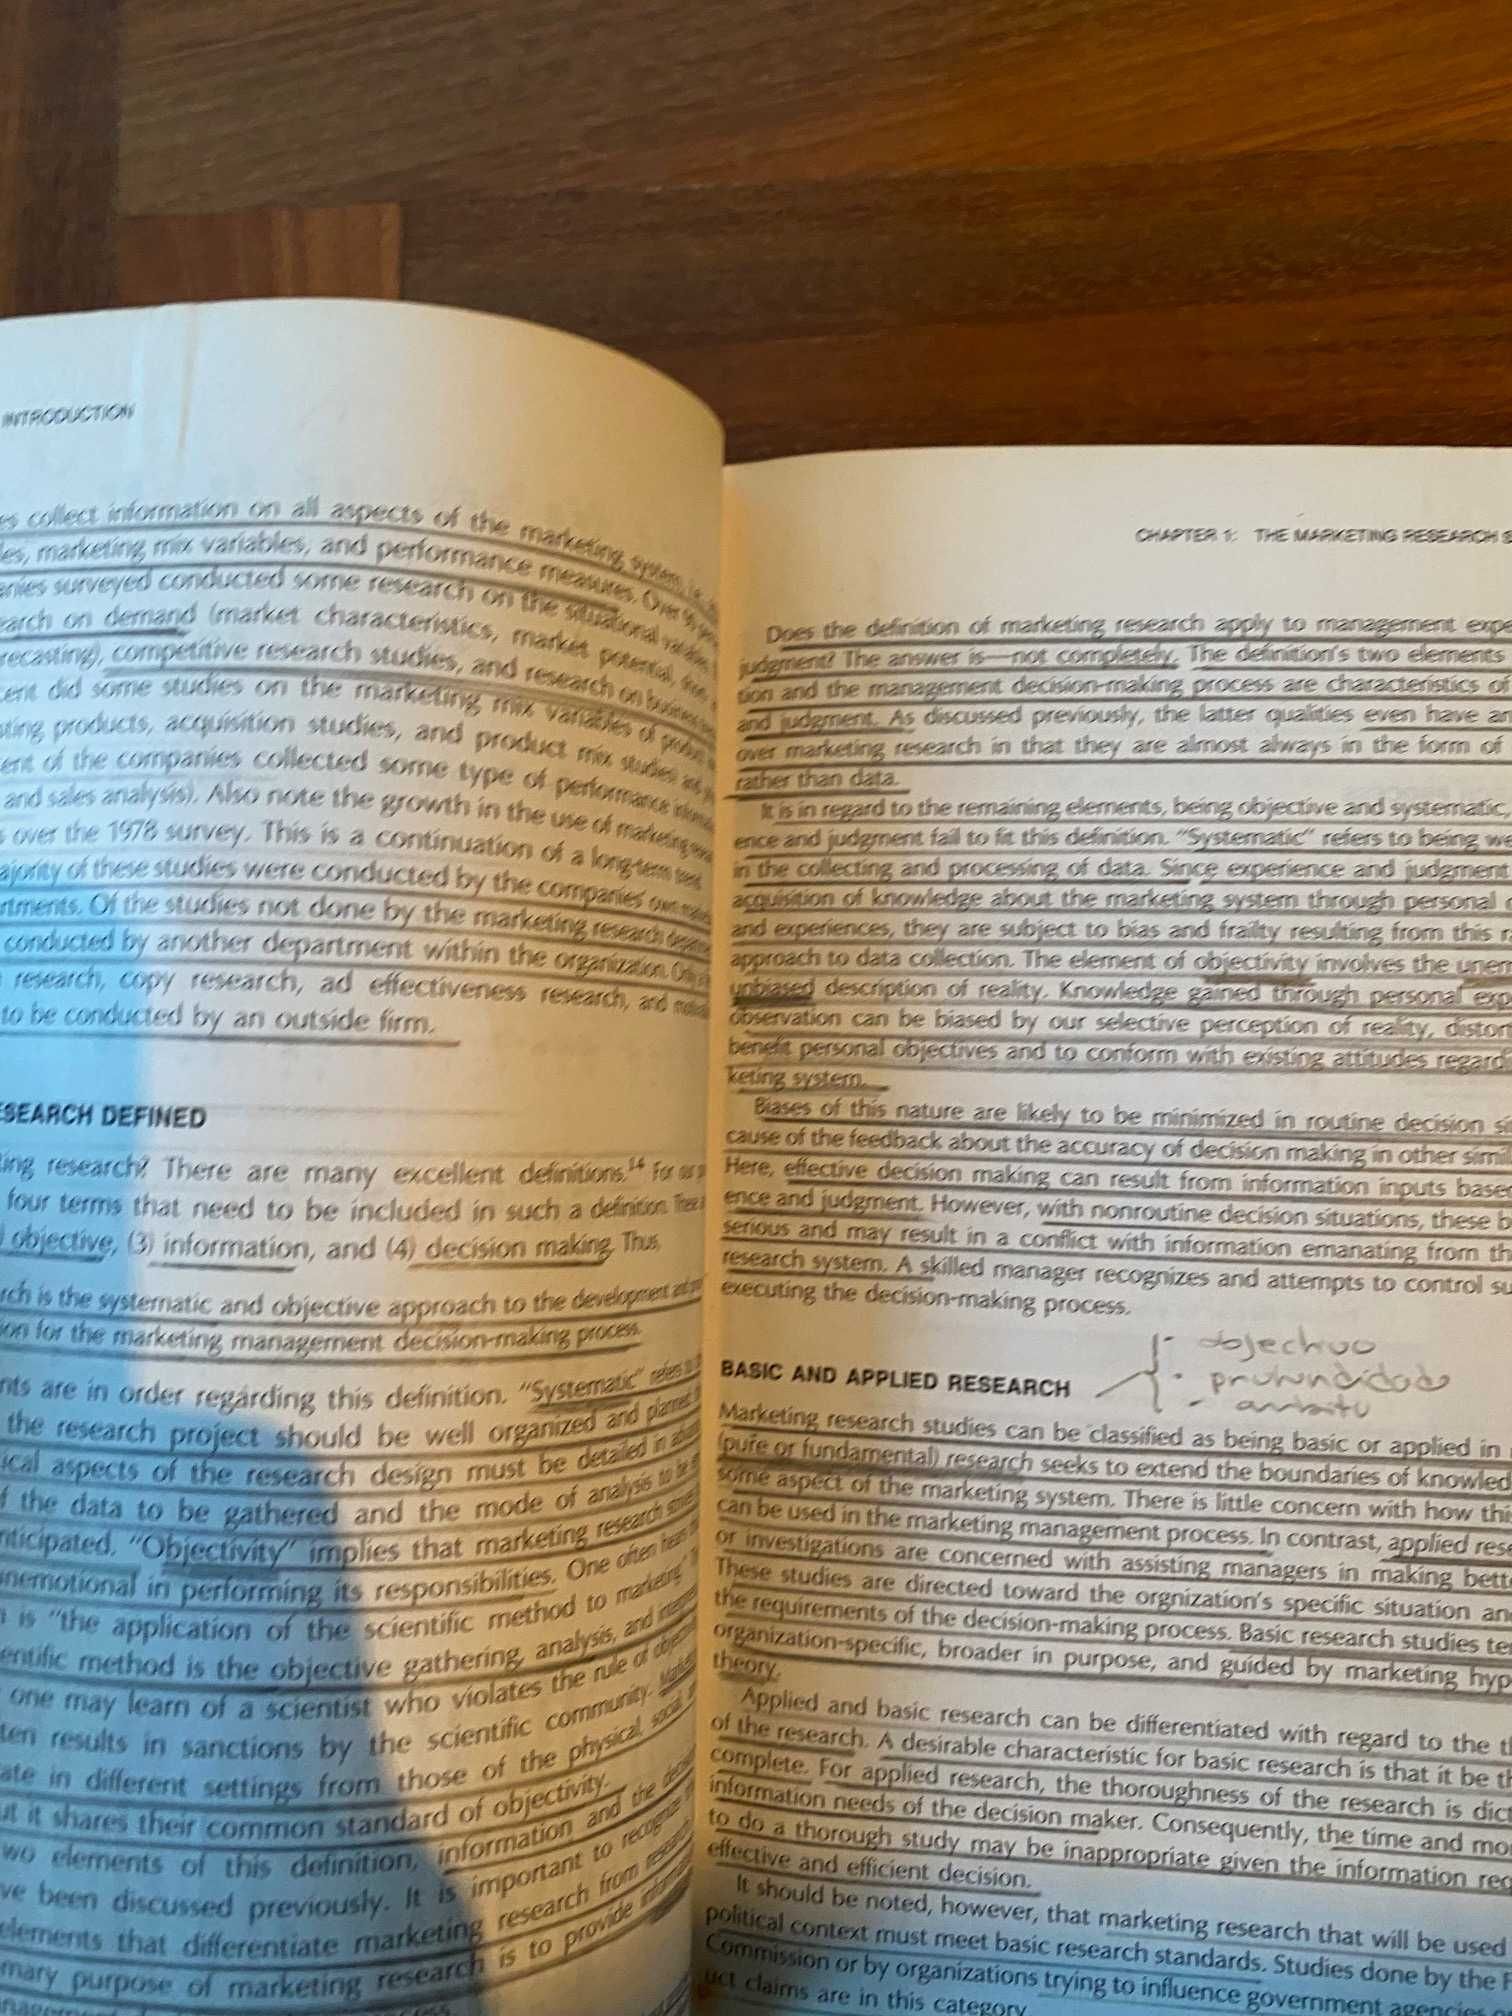 INTRODUCTION
collect information on all aspects of the marketing system,
marketing mix variables, and performance measures. Over
surveyed conducted some research on the situational
on demand (market characteristics, market potential,
competitive research studies, and research on business
did some studies on the marketing mix variables of
products, acquisition studies, and product mix studies
of the companies collected some type of performance
and sales analysis). Also note the growth in the use of marketing
over the 1978 survey. This is a continuation of a long-term
of these studies were conducted by the companies' own
Of the studies not done by the marketing research
conducted by another department within the organization.
research, copy research, ad effectiveness research, and
to be conducted by an outside firm.
SEARCH DEFINED
ing research? There are many excellent definitions.14 For
four terms that need to be included in such a definition.
objective, (3) information, and (4) decision making. Thus,
is the systematic and objective approach to the development
for the marketing management decision-making process.
are in order regarding this definition. "Systematic" refers to
the research project should be well organized and planned
aspects of the research design must be detailed in
the data to be gathered and the mode of analysis to be
"Objectivity" implies that marketing research
in performing its responsibilities. One often hears
is "the application of the scientific method to marketing."
method is the objective gathering, analysis, and
one may learn of a scientist who violates the rule of
results in sanctions by the scientific community.
in different settings from those of the physical, social,
it shares their common standard of objectivity.
elements of this definition, information and the
been discussed previously. It is important to recognize
elements that differentiate marketing research from
purpose of marketing research is to provide
CHAPTER 1: THE MARKETING RESEARCH
Does the definition of marketing research apply to management
judgment? The answer is—not completely. The definition's two elements
tion and the management decision-making process are characteristics of
and judgment. As discussed previously, the latter qualities even have
over marketing research in that they are almost always in the form of
rather than data.
It is in regard to the remaining elements, being objective and systematic,
ence and judgment fail to fit this definition. "Systematic" refers to being
in the collecting and processing of data. Since experience and judgment
acquisition of knowledge about the marketing system through personal
and experiences, they are subject to bias and frailty resulting from this
approach to data collection. The element of objectivity involves the
unbiased description of reality. Knowledge gained through personal
observation can be biased by our selective perception of reality,
benefit personal objectives and to conform with existing attitudes
keting system.
Biases of this nature are likely to be minimized in routine decision
cause of the feedback about the accuracy of decision making in other
Here, effective decision making can result from information inputs
ence and judgment. However, with nonroutine decision situations, these
serious and may result in a conflict with information emanating from
research system. A skilled manager recognizes and attempts to control
executing the decision-making process.
- objectivo
BASIC AND APPLIED RESEARCH - profundidade
- ambito
Marketing research studies can be classified as being basic or applied in
(pure or fundamental) research seeks to extend the boundaries of
some aspect of the marketing system. There is little concern with how
can be used in the marketing management process. In contrast, applied
or investigations are concerned with assisting managers in making
These studies are directed toward the orgnization's specific situation
the requirements of the decision-making process. Basic research studies
organization-specific, broader in purpose, and guided by marketing
theory.
Applied and basic research can be differentiated with regard to the
of the research. A desirable characteristic for basic research is that it be
complete. For applied research, the thoroughness of the research is
information needs of the decision maker. Consequently, the time and
to do a thorough study may be inappropriate given the information
effective and efficient decision.
It should be noted, however, that marketing research that will be used
political context must meet basic research standards. Studies done by the
Commission or by organizations trying to influence government
claims are in this category.